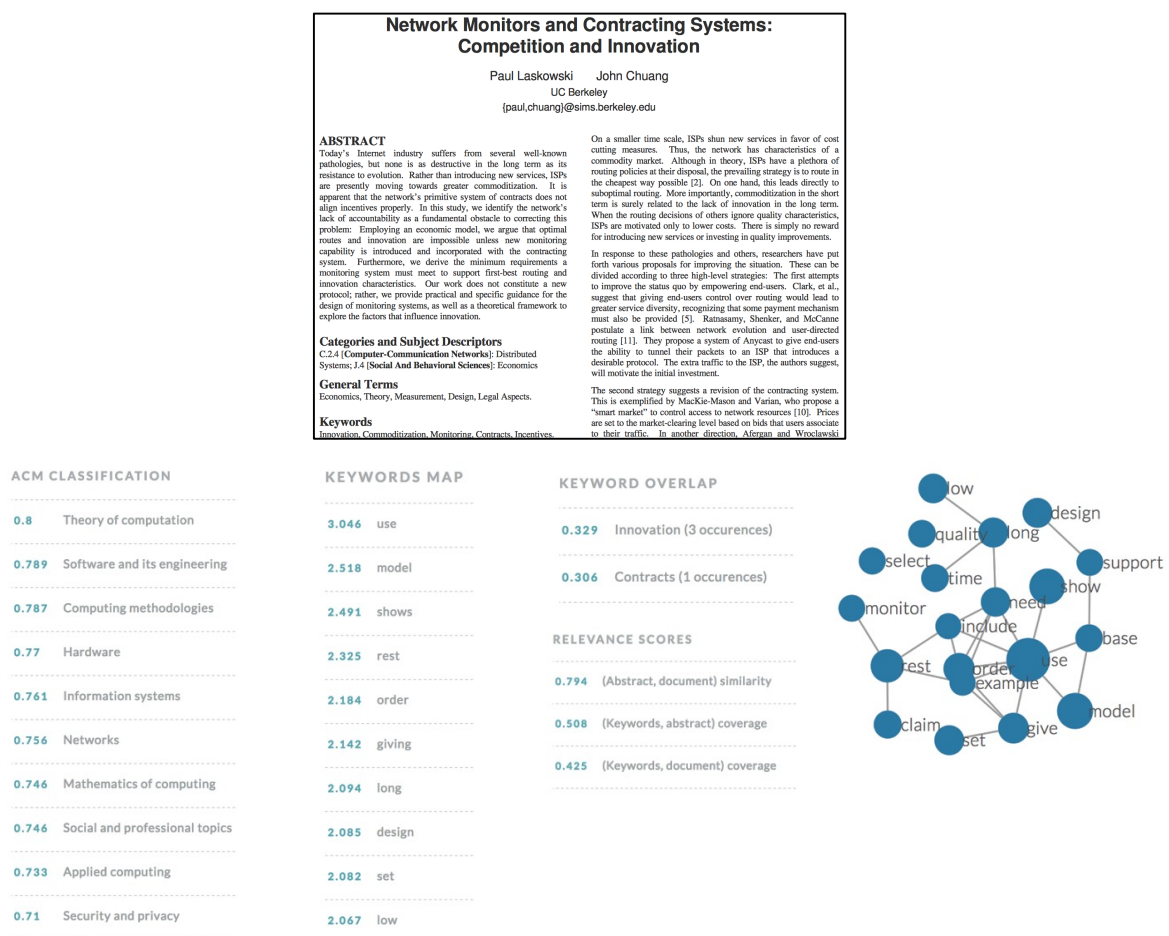 Network Monitors and Contracting Systems:
Competition and Innovation
Paul Laskowski John Chuang
UC Berkeley
{paul,chuang}@sims.berkeley.edu
ABSTRACT
Today's Internet industry suffers from several well-known
pathologies, but none is as destructive in the long term as its
resistance to evolution. Rather than introducing new services, ISPs
are presently moving towards greater commoditization. It is
apparent that the network's primitive system of contracts does not
align incentives properly. In this study, we identify the network's
lack of accountability as a fundamental obstacle to correcting this
problem: Employing an economic model, we argue that optimal
routes and innovation are impossible unless new monitoring
capability is introduced and incorporated with the contracting
system. Furthermore, we derive the minimum requirements a
monitoring system must meet to support first-best routing and
innovation characteristics. Our work does not constitute a new
protocol; rather, we provide practical and specific guidance for the
design of monitoring systems, as well as a theoretical framework to
explore the factors that influence innovation.
Categories and Subject Descriptors
C.2.4 [Computer-Communication Networks]: Distributed
Systems; J.4 [Social And Behavioral Sciences]: Economics
General Terms
Economics, Theory, Measurement, Design, Legal Aspects.
Keywords
Innovation, Commoditization, Monitoring, Contracts, Incentives.
On a smaller time scale, ISPs shun new services in favor of cost
cutting measures. Thus, the network has characteristics of a
commodity market. Although in theory, ISPs have a plethora of
routing policies at their disposal, the prevailing strategy is to route in
the cheapest way possible [2]. On one hand, this leads directly to
suboptimal routing. More importantly, commoditization in the short
term is surely related to the lack of innovation in the long term.
When the routing decisions of others ignore quality characteristics,
ISPs are motivated only to lower costs. There is simply no reward
for introducing new services or investing in quality improvements.
In response to these pathologies and others, researchers have put
forth various proposals for improving the situation. These can be
divided according to three high-level strategies: The first attempts
to improve the status quo by empowering end-users. Clark, et al.,
suggest that giving end-users control over routing would lead to
greater service diversity, recognizing that some payment mechanism
must also be provided [5]. Ratnasamy, Shenker, and McCanne
postulate a link between network evolution and user-directed
routing [11]. They propose a system of Anycast to give end-users
the ability to tunnel their packets to an ISP that introduces a
desirable protocol. The extra traffic to the ISP, the authors suggest,
will motivate the initial investment.
The second strategy suggests a revision of the contracting system.
This is exemplified by MacKie-Mason and Varian, who propose a
"smart market" to control access to network resources [10]. Prices
are set to the market-clearing level based on bids that users associate
to their traffic. In another direction, Afergan and Wroclawski
ACM CLASSIFICATION
0.8 Theory of computation
0.789 Software and its engineering
0.787 Computing methodologies
0.77 Hardware
0.761 Information systems
0.756 Networks
0.746 Mathematics of computing
0.746 Social and professional topics
0.733 Applied computing
0.71 Security and privacy
KEYWORDS MAP
3.046 use
2.518 model
2.491 shows
2.325 rest
2.184 order
2.142 giving
2.094 long
2.085 design
2.082 set
2.067 low
KEYWORD OVERLAP
0.329 Innovation (3 occurences)
0.306 Contracts (1 occurences)
RELEVANCE SCORES
0.794 (Abstract, document) similarity
0.508 (Keywords, abstract) coverage
0.425 (Keywords, document) coverage
low
design
quality
long
select
support
time
show
need
monitor
include
base
rest
order
use
example
model
claim
give
set